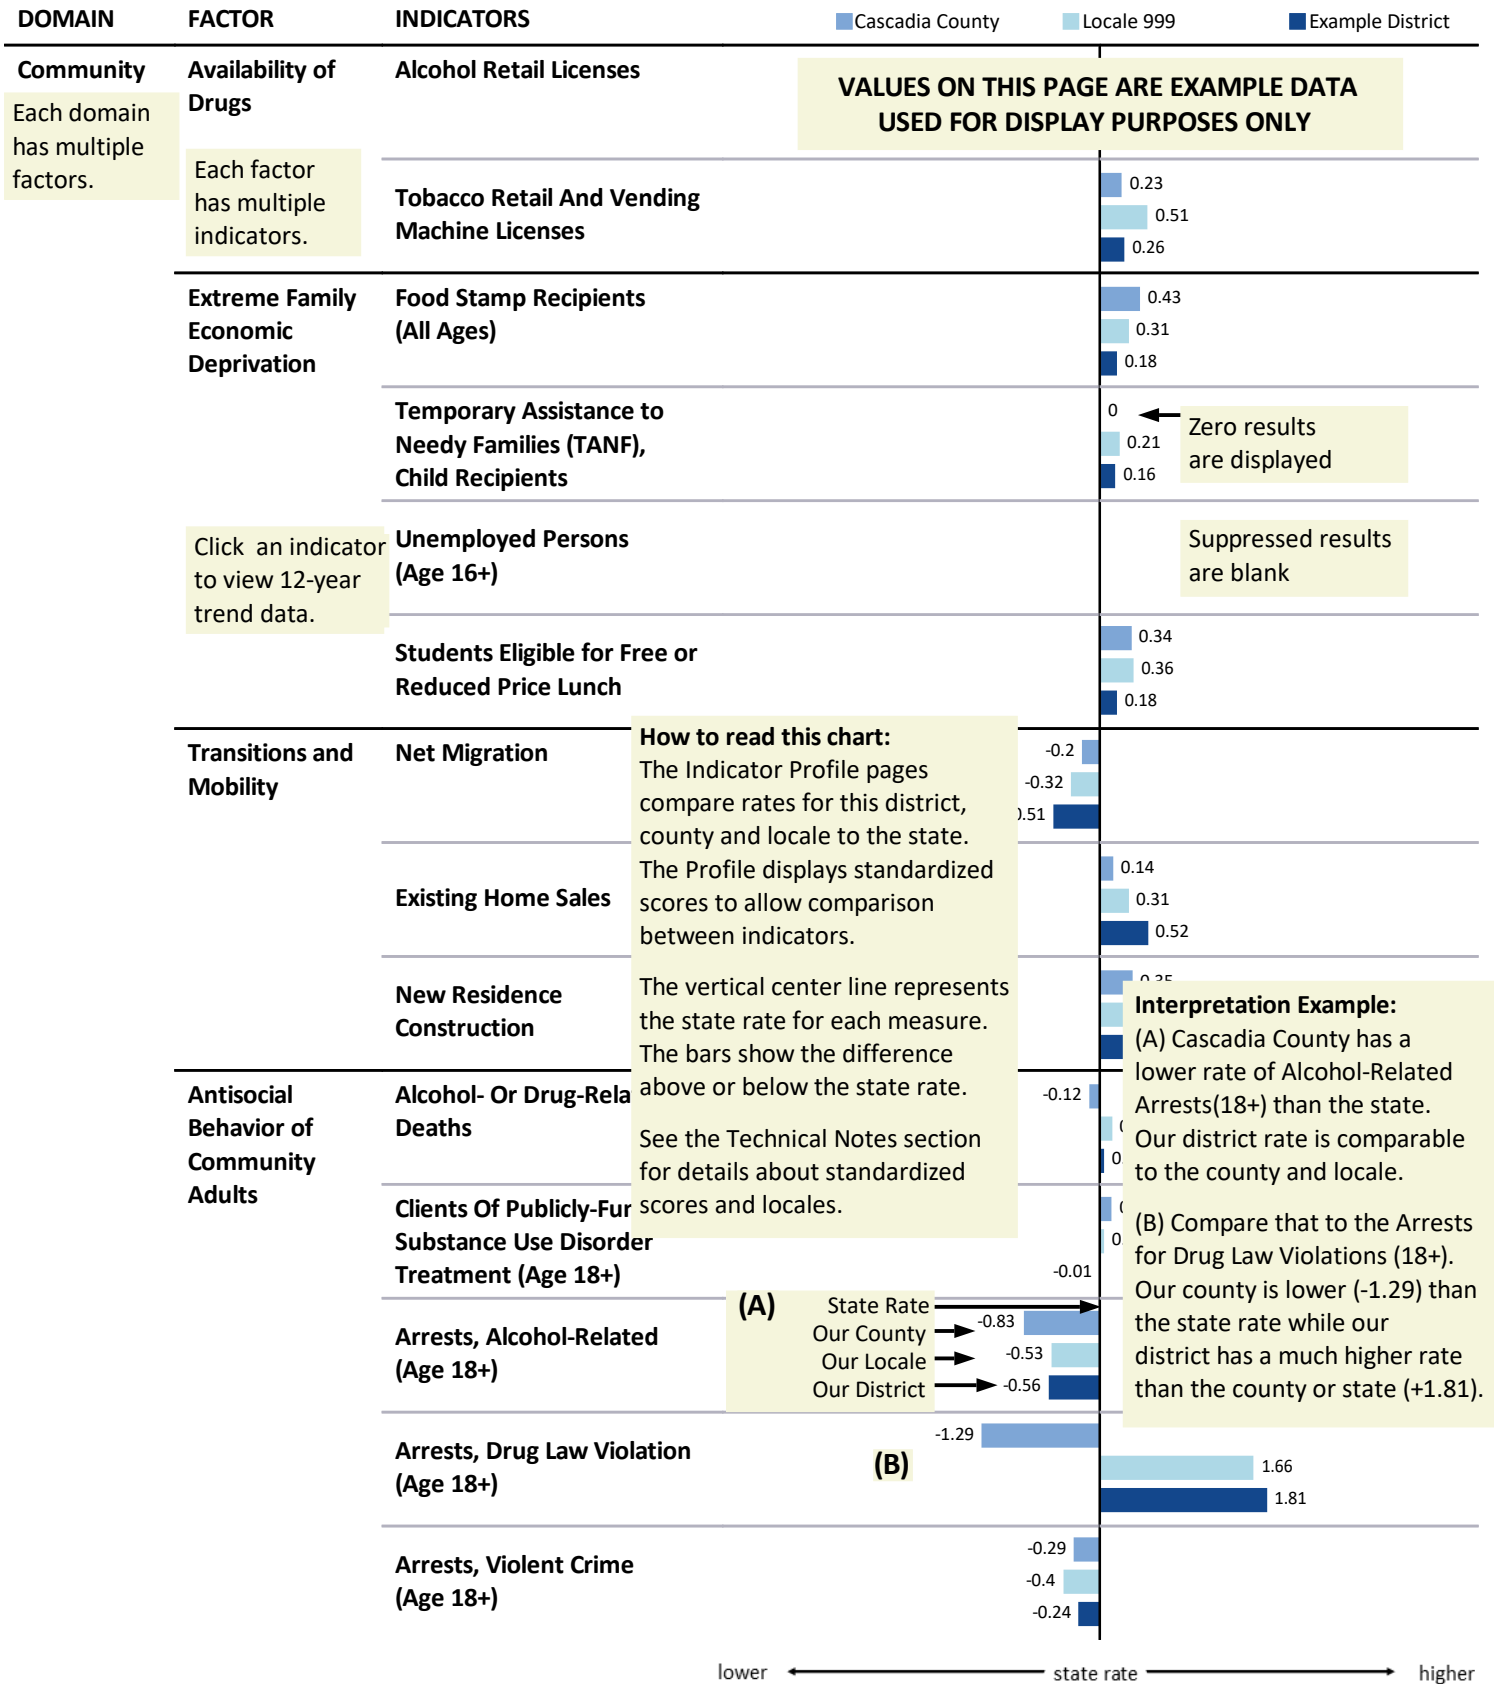 DOMAIN FACTOR INDICATORS Cascadia County Locale 999 Example District
Community
Each domain
has multiple
factors.
Availability of
Drugs
Each factor
has multiple
indicators.
Alcohol Retail Licenses
VALUES ON THIS PAGE ARE EXAMPLE DATA
USED FOR DISPLAY PURPOSES ONLY
Tobacco Retail And Vending
Machine Licenses
0.23
0.51
0.26
Extreme Family
Economic
Deprivation
Food Stamp Recipients
(All Ages)
0.43
0.31
0.18
Temporary Assistance to
Needy Families (TANF),
Child Recipients
0
0.21
0.16
Zero results
are displayed
Click an indicator
to view 12-year
trend data.
Unemployed Persons
(Age 16+)
Suppressed results
are blank
Students Eligible for Free or
Reduced Price Lunch
0.34
0.36
0.18
Transitions and
Mobility
Net Migration
-0.2
-0.32
.51
How to read this chart:
The Indicator Profile pages
compare rates for this district,
county and locale to the state.
The Profile displays standardized
scores to allow comparison
between indicators.
The vertical center line represents
the state rate for each measure.
The bars show the difference
above or below the state rate.
See the Technical Notes section
for details about standardized
scores and locales.
Existing Home Sales
0.14
0.31
0.52
New Residence
Construction
Interpretation Example:
(A) Cascadia County has a
lower rate of Alcohol-Related
Arrests(18+) than the state.
Our district rate is comparable
to the county and locale.
(B) Compare that to the Arrests
for Drug Law Violations (18+).
Our county is lower (-1.29) than
the state rate while our
district has a much higher rate
than the county or state (+1.81).
Antisocial
Behavior of
Community
Adults
Alcohol- Or Drug-Rela
Deaths
-0.12
0.
Clients Of Publicly-Fu
Substance Use Disorder
Treatment (Age 18+)
0.
-0.01
Arrests, Alcohol-Related
(Age 18+)
(A)
State Rate
Our County
Our Locale
Our District
-0.83
-0.53
-0.56
Arrests, Drug Law Violation
(Age 18+)
-1.29
(B)
1.66
1.81
Arrests, Violent Crime
(Age 18+)
-0.29
-0.4
-0.24
lower state rate higher